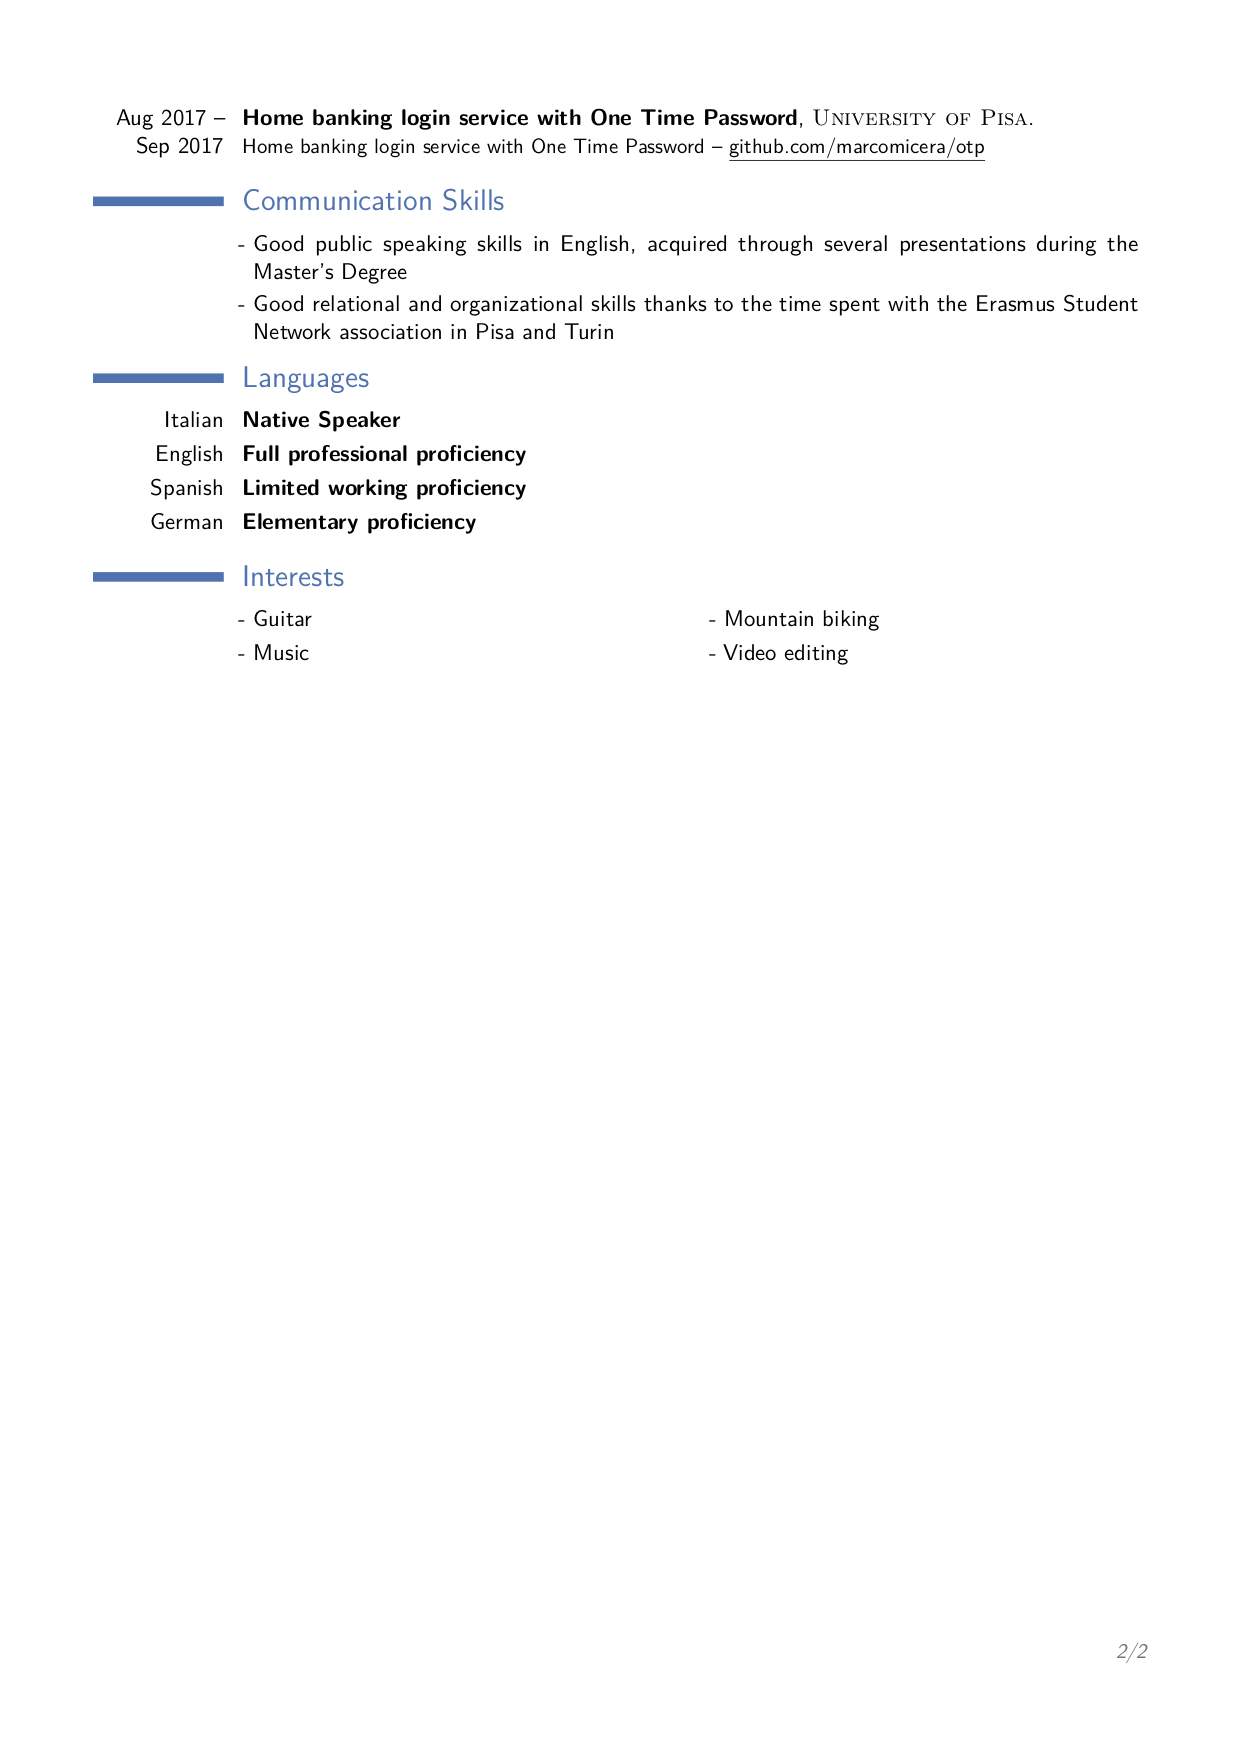 Aug 2017 – Home banking login service with One Time Password, University of Pisa.
Sep 2017 Home banking login service with One Time Password – github.com/marcomicera/otp
Communication Skills
- Good public speaking skills in English, acquired through several presentations during the
Master's Degree
- Good relational and organizational skills thanks to the time spent with the Erasmus Student
Network association in Pisa and Turin
Languages
Italian Native Speaker
English Full professional proficiency
Spanish Limited working proficiency
German Elementary proficiency
Interests
- Guitar - Mountain biking
- Music - Video editing
2/2